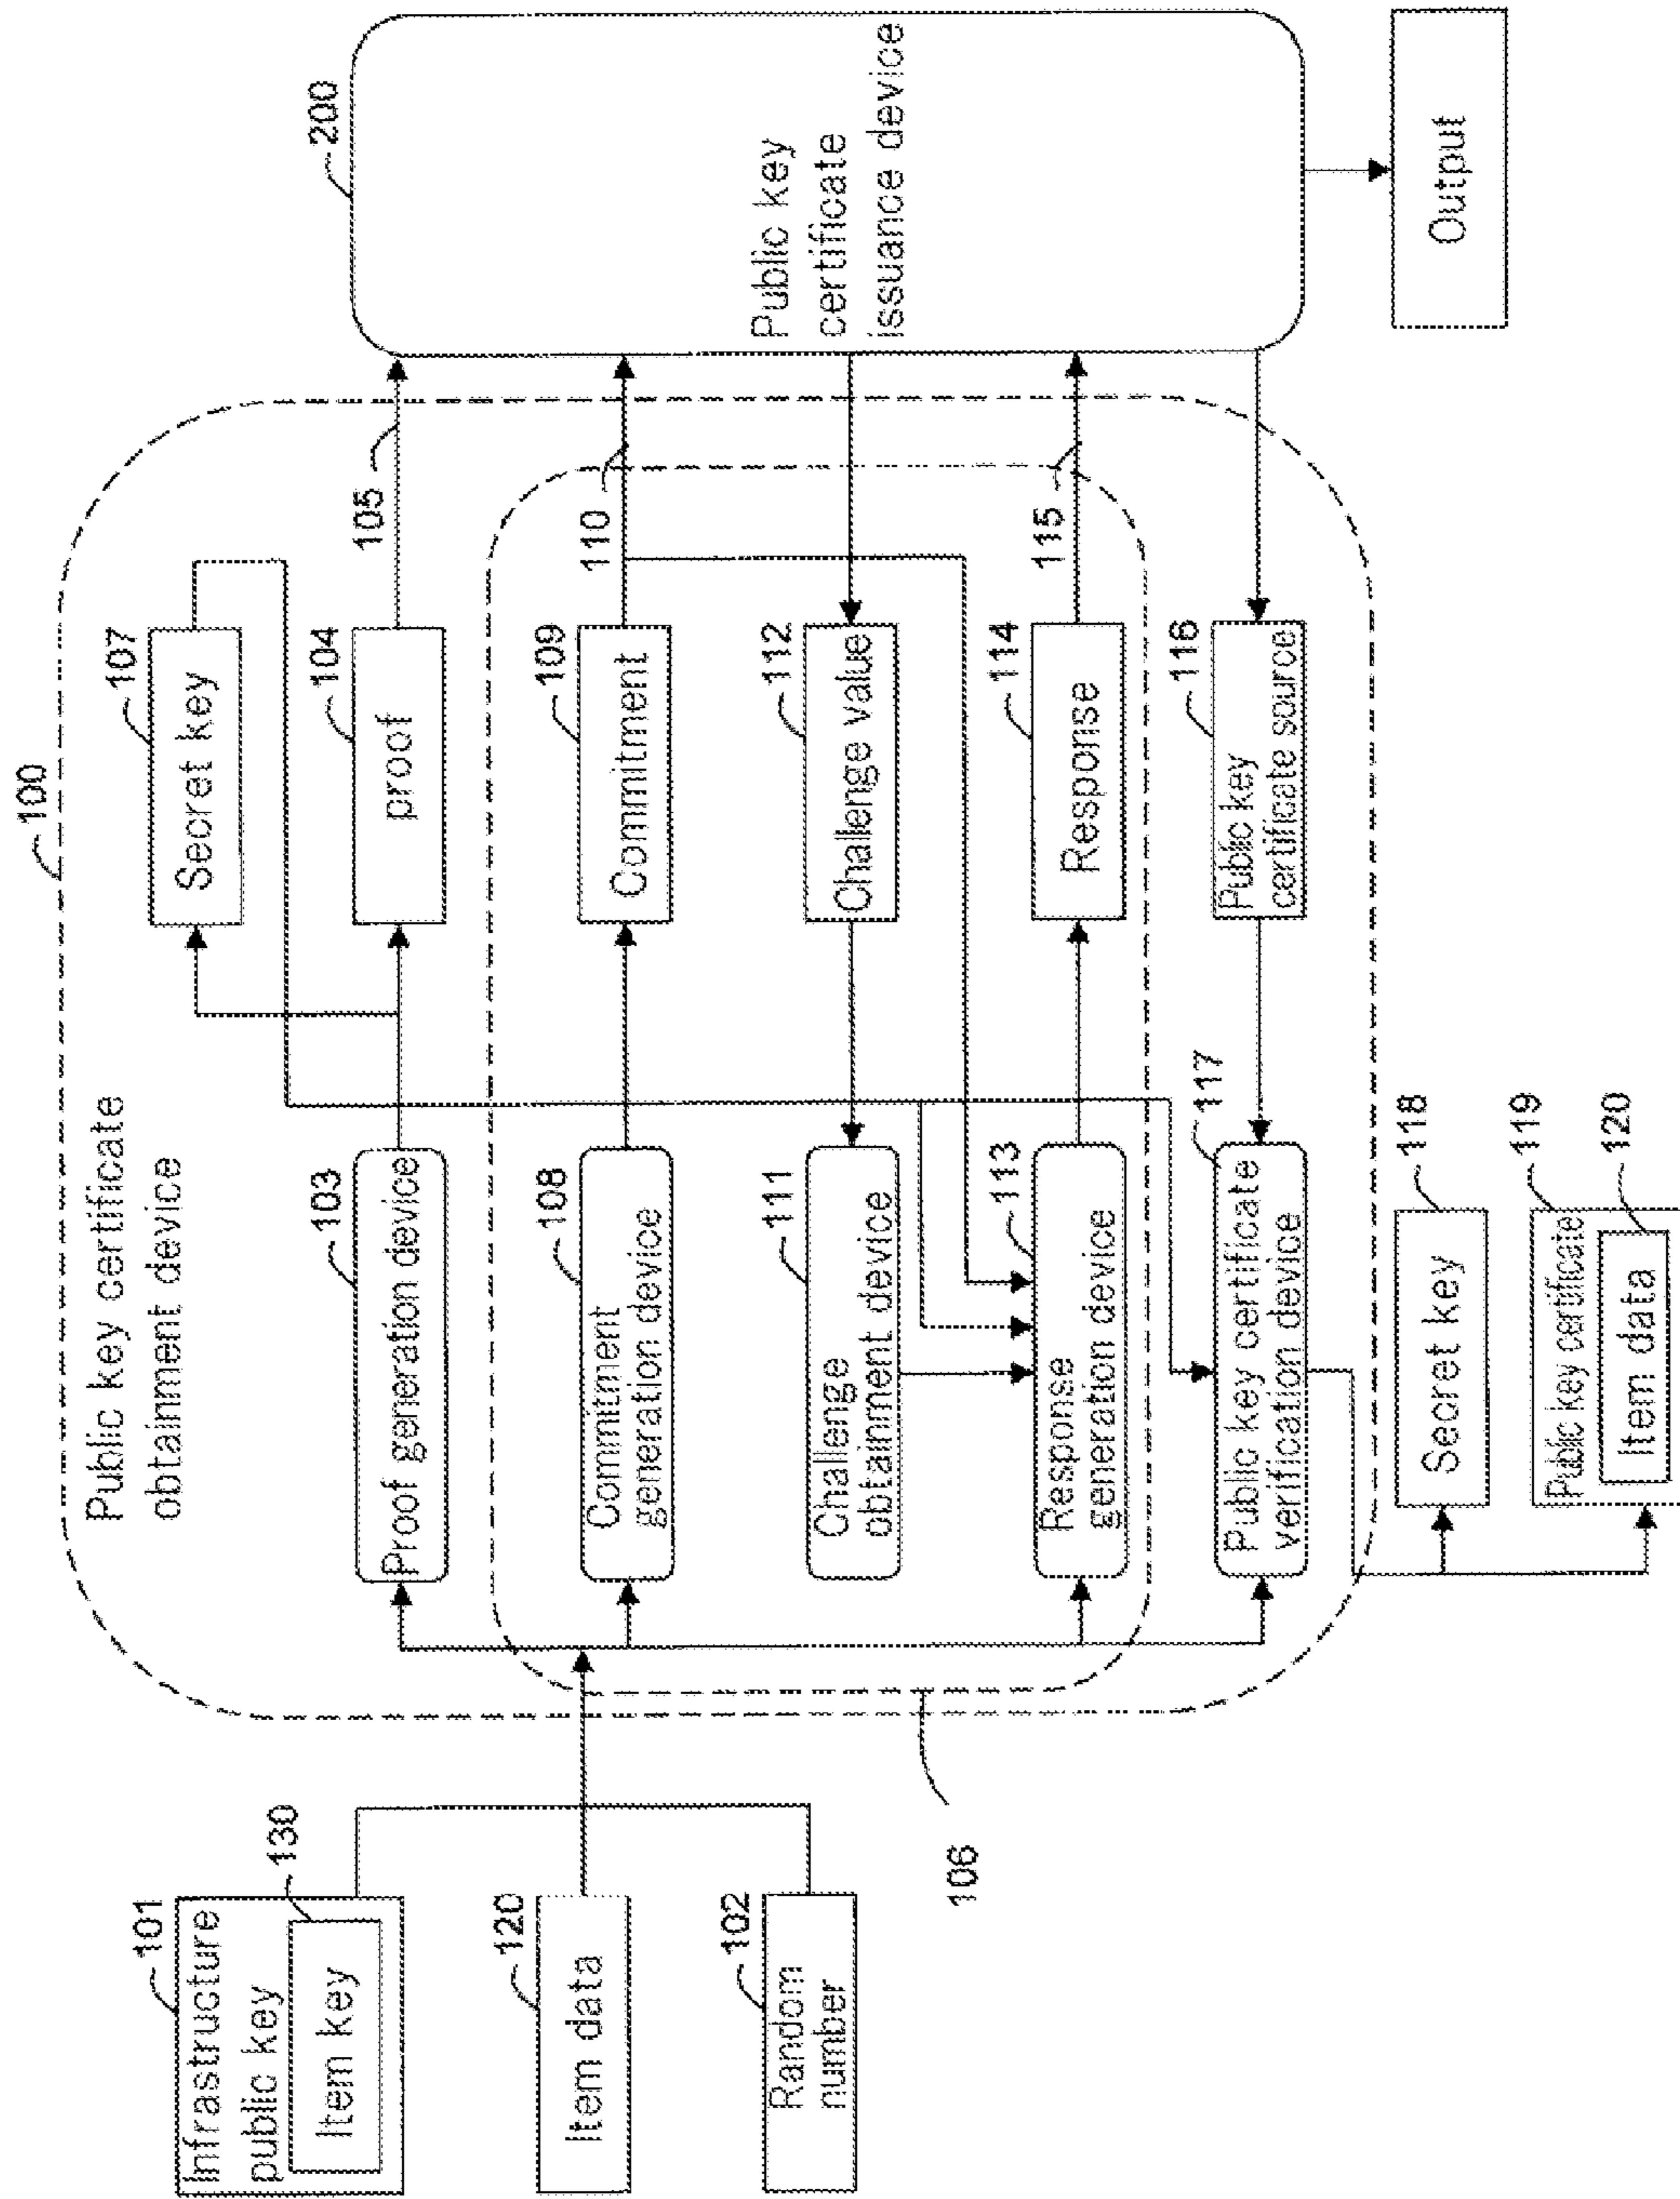 100
Public key certificate
obtainment device
101
Infrastructure
public key
130
Item key
120
Item data
102
Random
number
103
Proof generation device
107
Secret key
104
proof
105
106
108
Commitment
generation device
109
Commitment
110
111
Challenge
obtainment device
112
Challenge value
113
Response
generation device
114
Response
115
117
Public key certificate
verification device
116
Public key
certificate source
200
Public key
certificate
issuance device
Output
118
Secret key
119
Public key certificate
120
Item data